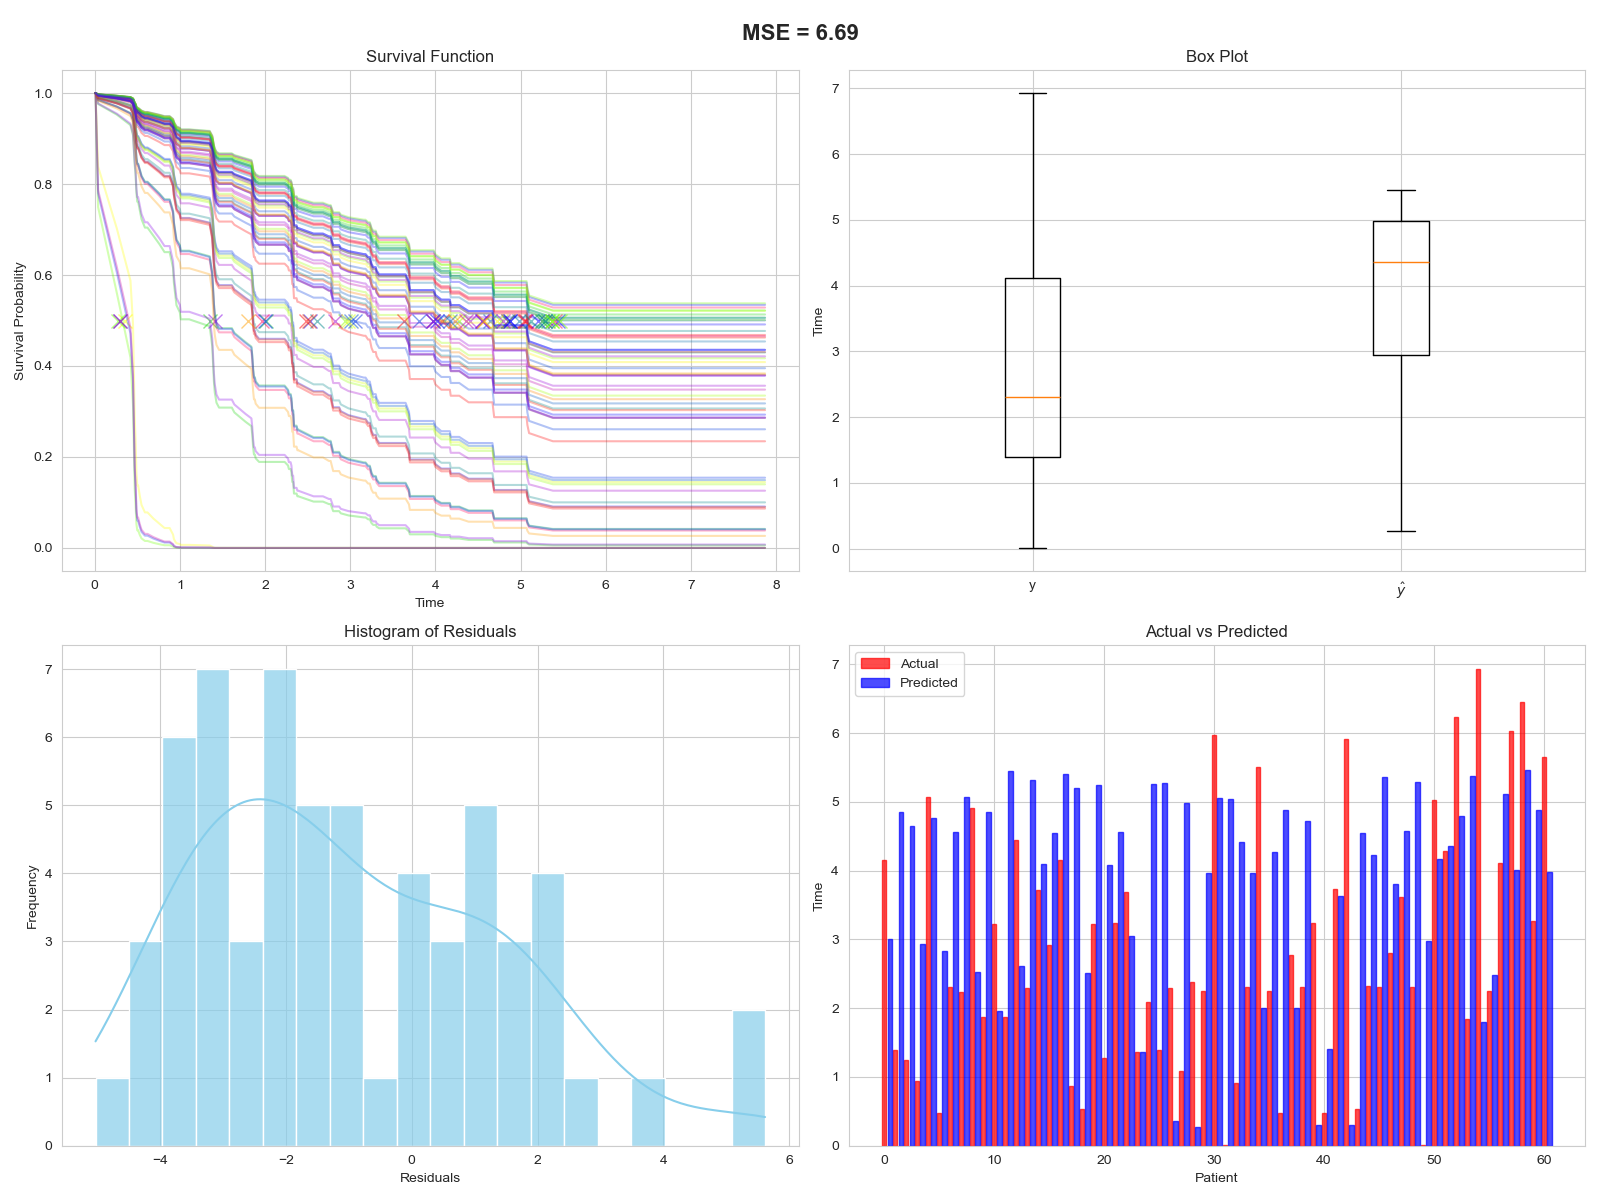 MSE = 6.69
Survival Function
Survival Probability
1.0
0.8
0.6
0.4
0.2
0.0
0 1 2 3 4 5 6 7 8
Time
Box Plot
Time
7
6
5
4
3
2
1
0
y ŷ
Histogram of Residuals
Frequency
7
6
5
4
3
2
1
0
−4 −2 0 2 4 6
Residuals
Actual vs Predicted
Actual
Predicted
Time
7
6
5
4
3
2
1
0
0 10 20 30 40 50 60
Patient